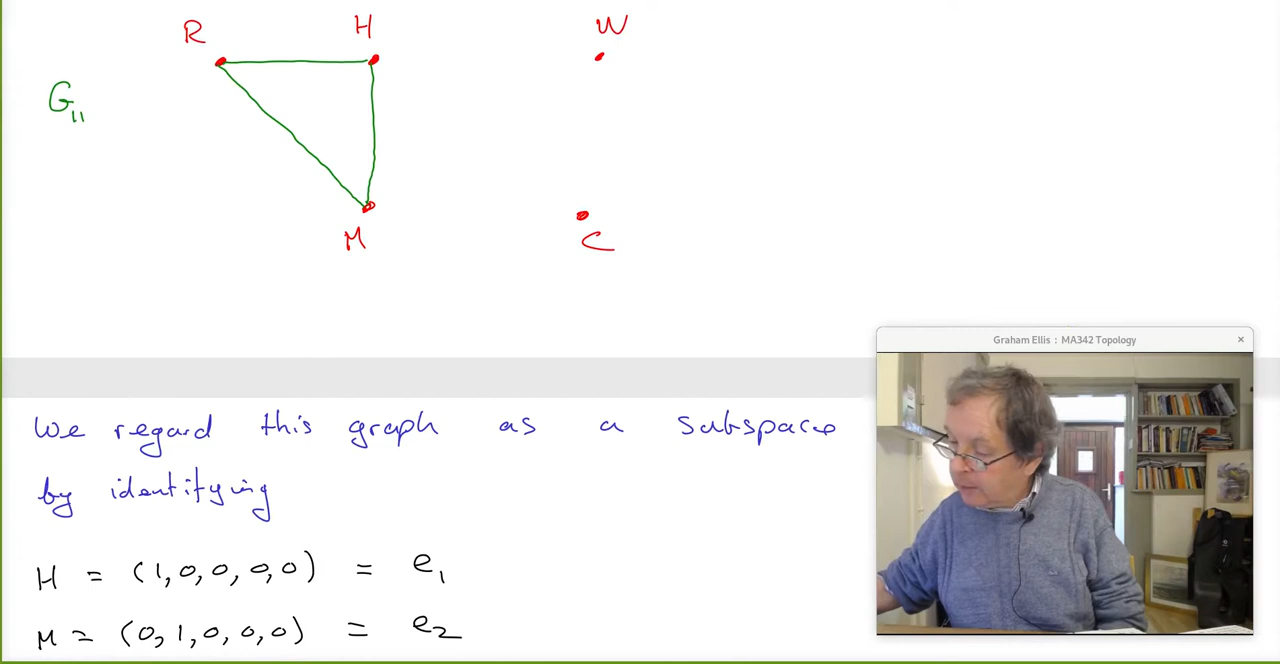 R H W
G₁₁
M C
Graham Ellis : MA342 Topology
We regard this graph as a subspace
by identifying
H = (1,0,0,0,0) = e₁
M = (0,1,0,0,0) = e₂